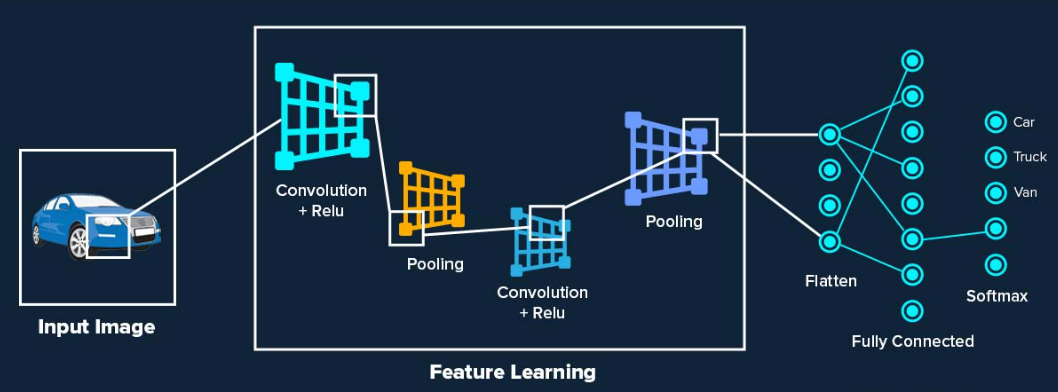 Input Image
Convolution
+ Relu
Pooling
Convolution
+ Relu
Pooling
Feature Learning
Flatten
Fully Connected
Car
Truck
Van
Softmax